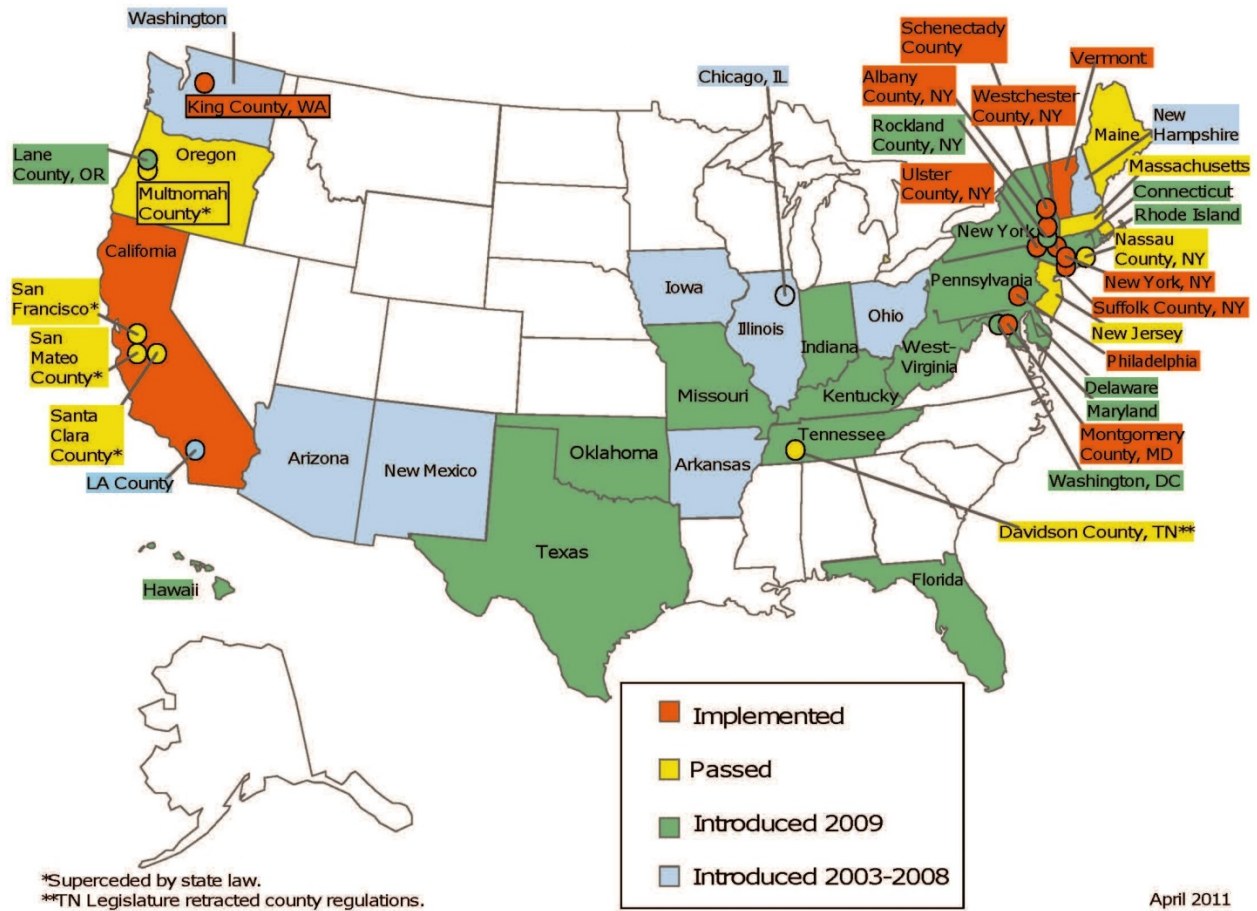 Washington
King County, WA
Lane
County, OR
Oregon
Multnomah
County*
California
San
Francisco*
San
Mateo
County*
Santa
Clara
County*
LA County
Arizona
New Mexico
Hawaii
Texas
Oklahoma
Missouri
Arkansas
Iowa
Illinois
Chicago, IL
Indiana
Ohio
West-
Virginia
Kentucky
Tennessee
Davidson County, TN**
Florida
Schenectady
County
Albany
County, NY
Westchester
County, NY
Rockland
County, NY
Ulster
County, NY
New York
Pennsylvania
Vermont
New
Hampshire
Maine
Massachusetts
Connecticut
Rhode Island
Nassau
County, NY
New York, NY
Suffolk County, NY
New Jersey
Philadelphia
Delaware
Maryland
Montgomery
County, MD
Washington, DC
Implemented
Passed
Introduced 2009
Introduced 2003-2008
*Superceded by state law.
**TN Legislature retracted county regulations.
April 2011